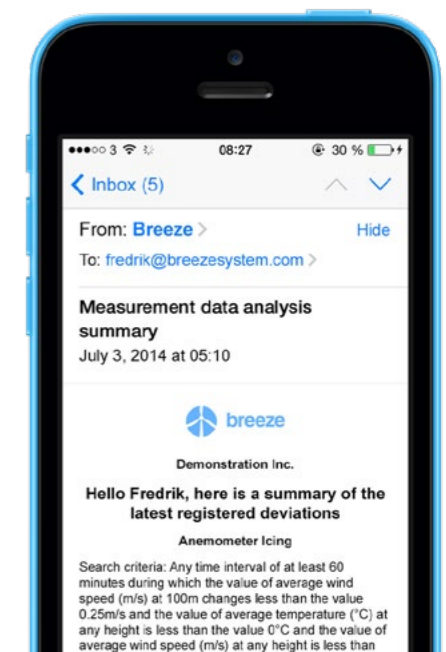 3 08:27 30 %
Inbox (5)
From: Breeze Hide
To: fredrik@breezesystem.com
Measurement data analysis
summary
July 3, 2014 at 05:10
breeze
Demonstration Inc.
Hello Fredrik, here is a summary of the
latest registered deviations
Anemometer Icing
Search criteria: Any time interval of at least 60
minutes during which the value of average wind
speed (m/s) at 100m changes less than the value
0.25m/s and the value of average temperature (°C) at
any height is less than the value 0°C and the value of
average wind speed (m/s) at any height is less than